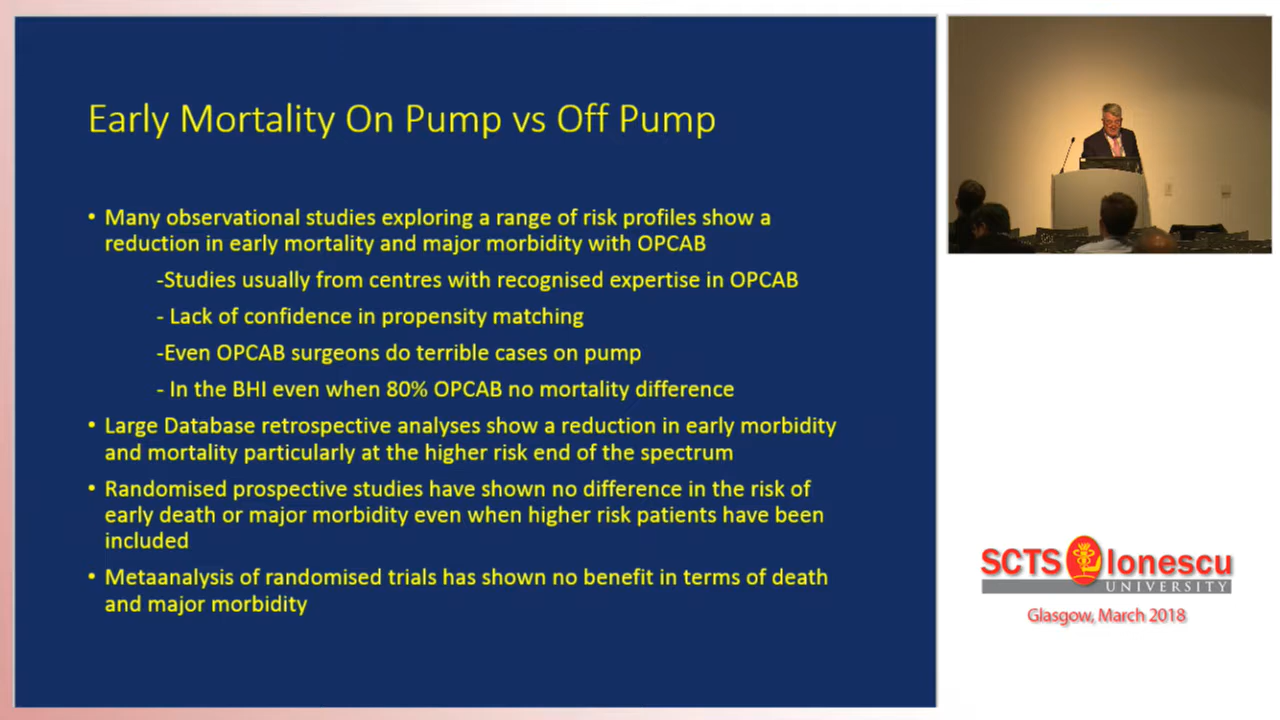 Early Mortality On Pump vs Off Pump
• Many observational studies exploring a range of risk profiles show a
reduction in early mortality and major morbidity with OPCAB
-Studies usually from centres with recognised expertise in OPCAB
- Lack of confidence in propensity matching
-Even OPCAB surgeons do terrible cases on pump
- In the BHI even when 80% OPCAB no mortality difference
• Large Database retrospective analyses show a reduction in early morbidity
and mortality particularly at the higher risk end of the spectrum
• Randomised prospective studies have shown no difference in the risk of
early death or major morbidity even when higher risk patients have been
included
• Metaanalysis of randomised trials has shown no benefit in terms of death
and major morbidity
SCTS Ionescu
UNIVERSITY
Glasgow, March 2018